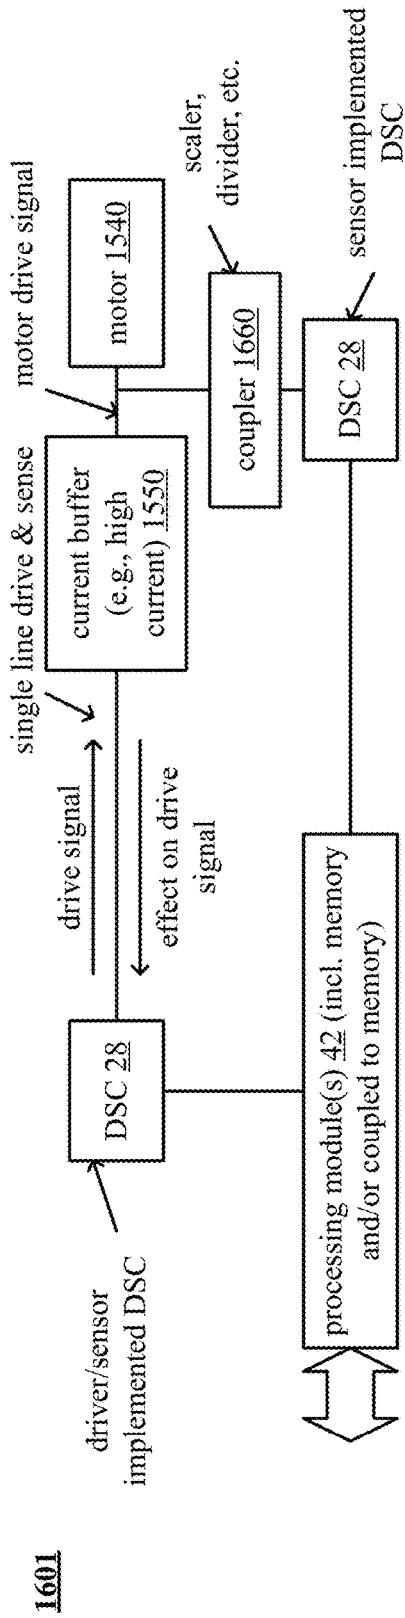 1601
driver/sensor
implemented DSC
DSC 28
drive signal
effect on drive
signal
single line drive & sense
current buffer
(e.g., high
current) 1550
motor drive signal
motor 1540
scaler,
divider, etc.
coupler 1660
DSC 28
sensor implemented
DSC
processing module(s) 42 (incl. memory
and/or coupled to memory)